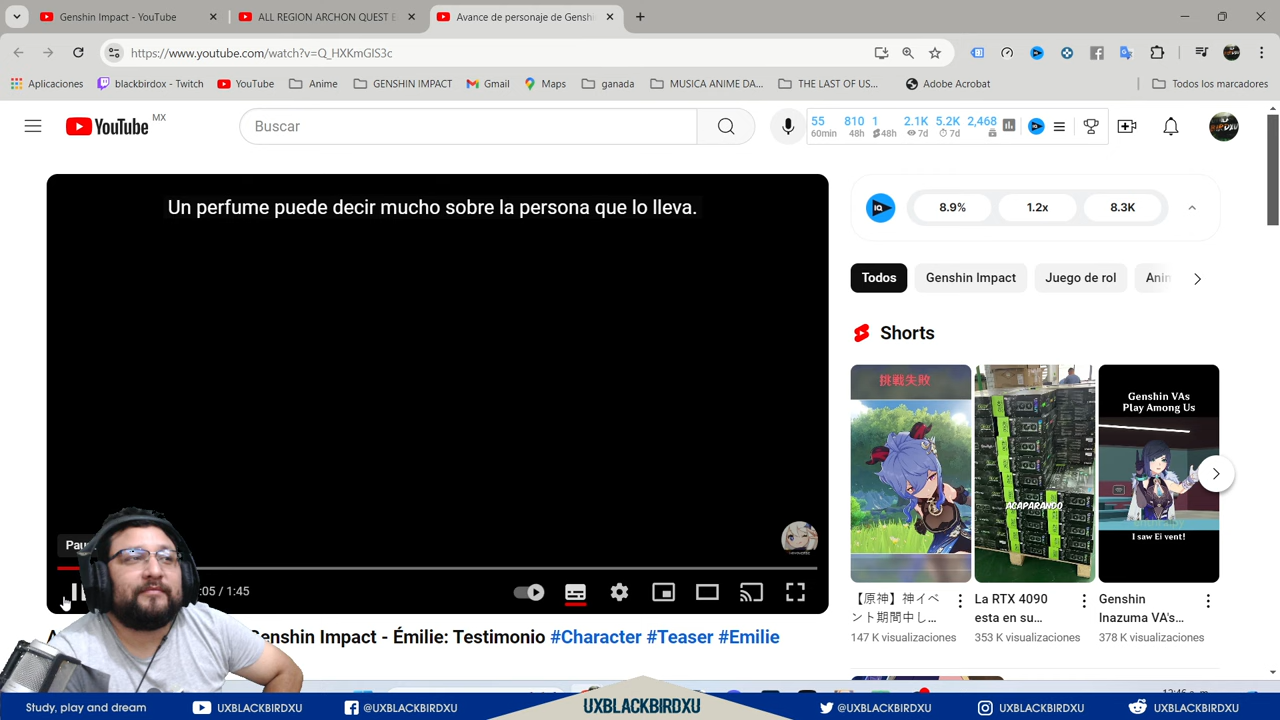 Genshin Impact - YouTube
ALL REGION ARCHON QUEST E
Avance de personaje de Gensh
https://www.youtube.com/watch?v=Q_HXKmGlS3c
Aplicaciones
blackbirdox - Twitch
YouTube
Anime
GENSHIN IMPACT
Gmail
Maps
ganada
MUSICA ANIME DA...
THE LAST OF US...
Adobe Acrobat
Todos los marcadores
YouTube MX
Buscar
55 810 1 2.1K 5.2K 2,468
60min 48h 48h 7d 7d
Un perfume puede decir mucho sobre la persona que lo lleva.
IQ 8.9% 1.2x 8.3K
Todos Genshin Impact Juego de rol Anin
Shorts
挑戦失敗
ACAPARANDO
Genshin VAs
Play Among Us
I saw Ei vent!
Pau
:05 / 1:45
Genshin Impact - Émilie: Testimonio #Character #Teaser #Emilie
【原神】神イベ
ント期間中し...
147 K visualizaciones
La RTX 4090
esta en su...
353 K visualizaciones
Genshin
Inazuma VA's...
378 K visualizaciones
Study, play and dream
UXBLACKBIRDXU
@UXBLACKBIRDXU
UXBLACKBIRDXU
@UXBLACKBIRDXU
UXBLACKBIRDXU
UXBLACKBIRDXU